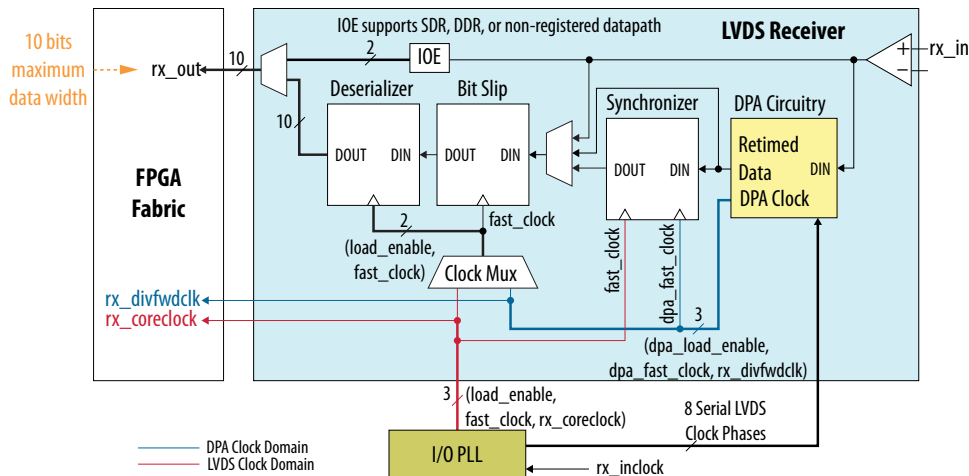 IOE supports SDR, DDR, or non-registered datapath
LVDS Receiver
10 bits
maximum
data width
rx_out
10
2
IOE
+
−
rx_in
Deserializer
Bit Slip
Synchronizer
DPA Circuitry
10
DOUT
DIN
DOUT
DIN
DOUT
DIN
Retimed
Data
DIN
DPA Clock
FPGA
Fabric
2
fast_clock
(load_enable,
fast_clock)
Clock Mux
fast_clock
dpa_fast_clock
rx_divfwdclk
rx_coreclock
3
(dpa_load_enable,
dpa_fast_clock, rx_divfwdclk)
3
(load_enable,
fast_clock, rx_coreclock)
8 Serial LVDS
Clock Phases
I/O PLL
rx_inclock
DPA Clock Domain
LVDS Clock Domain